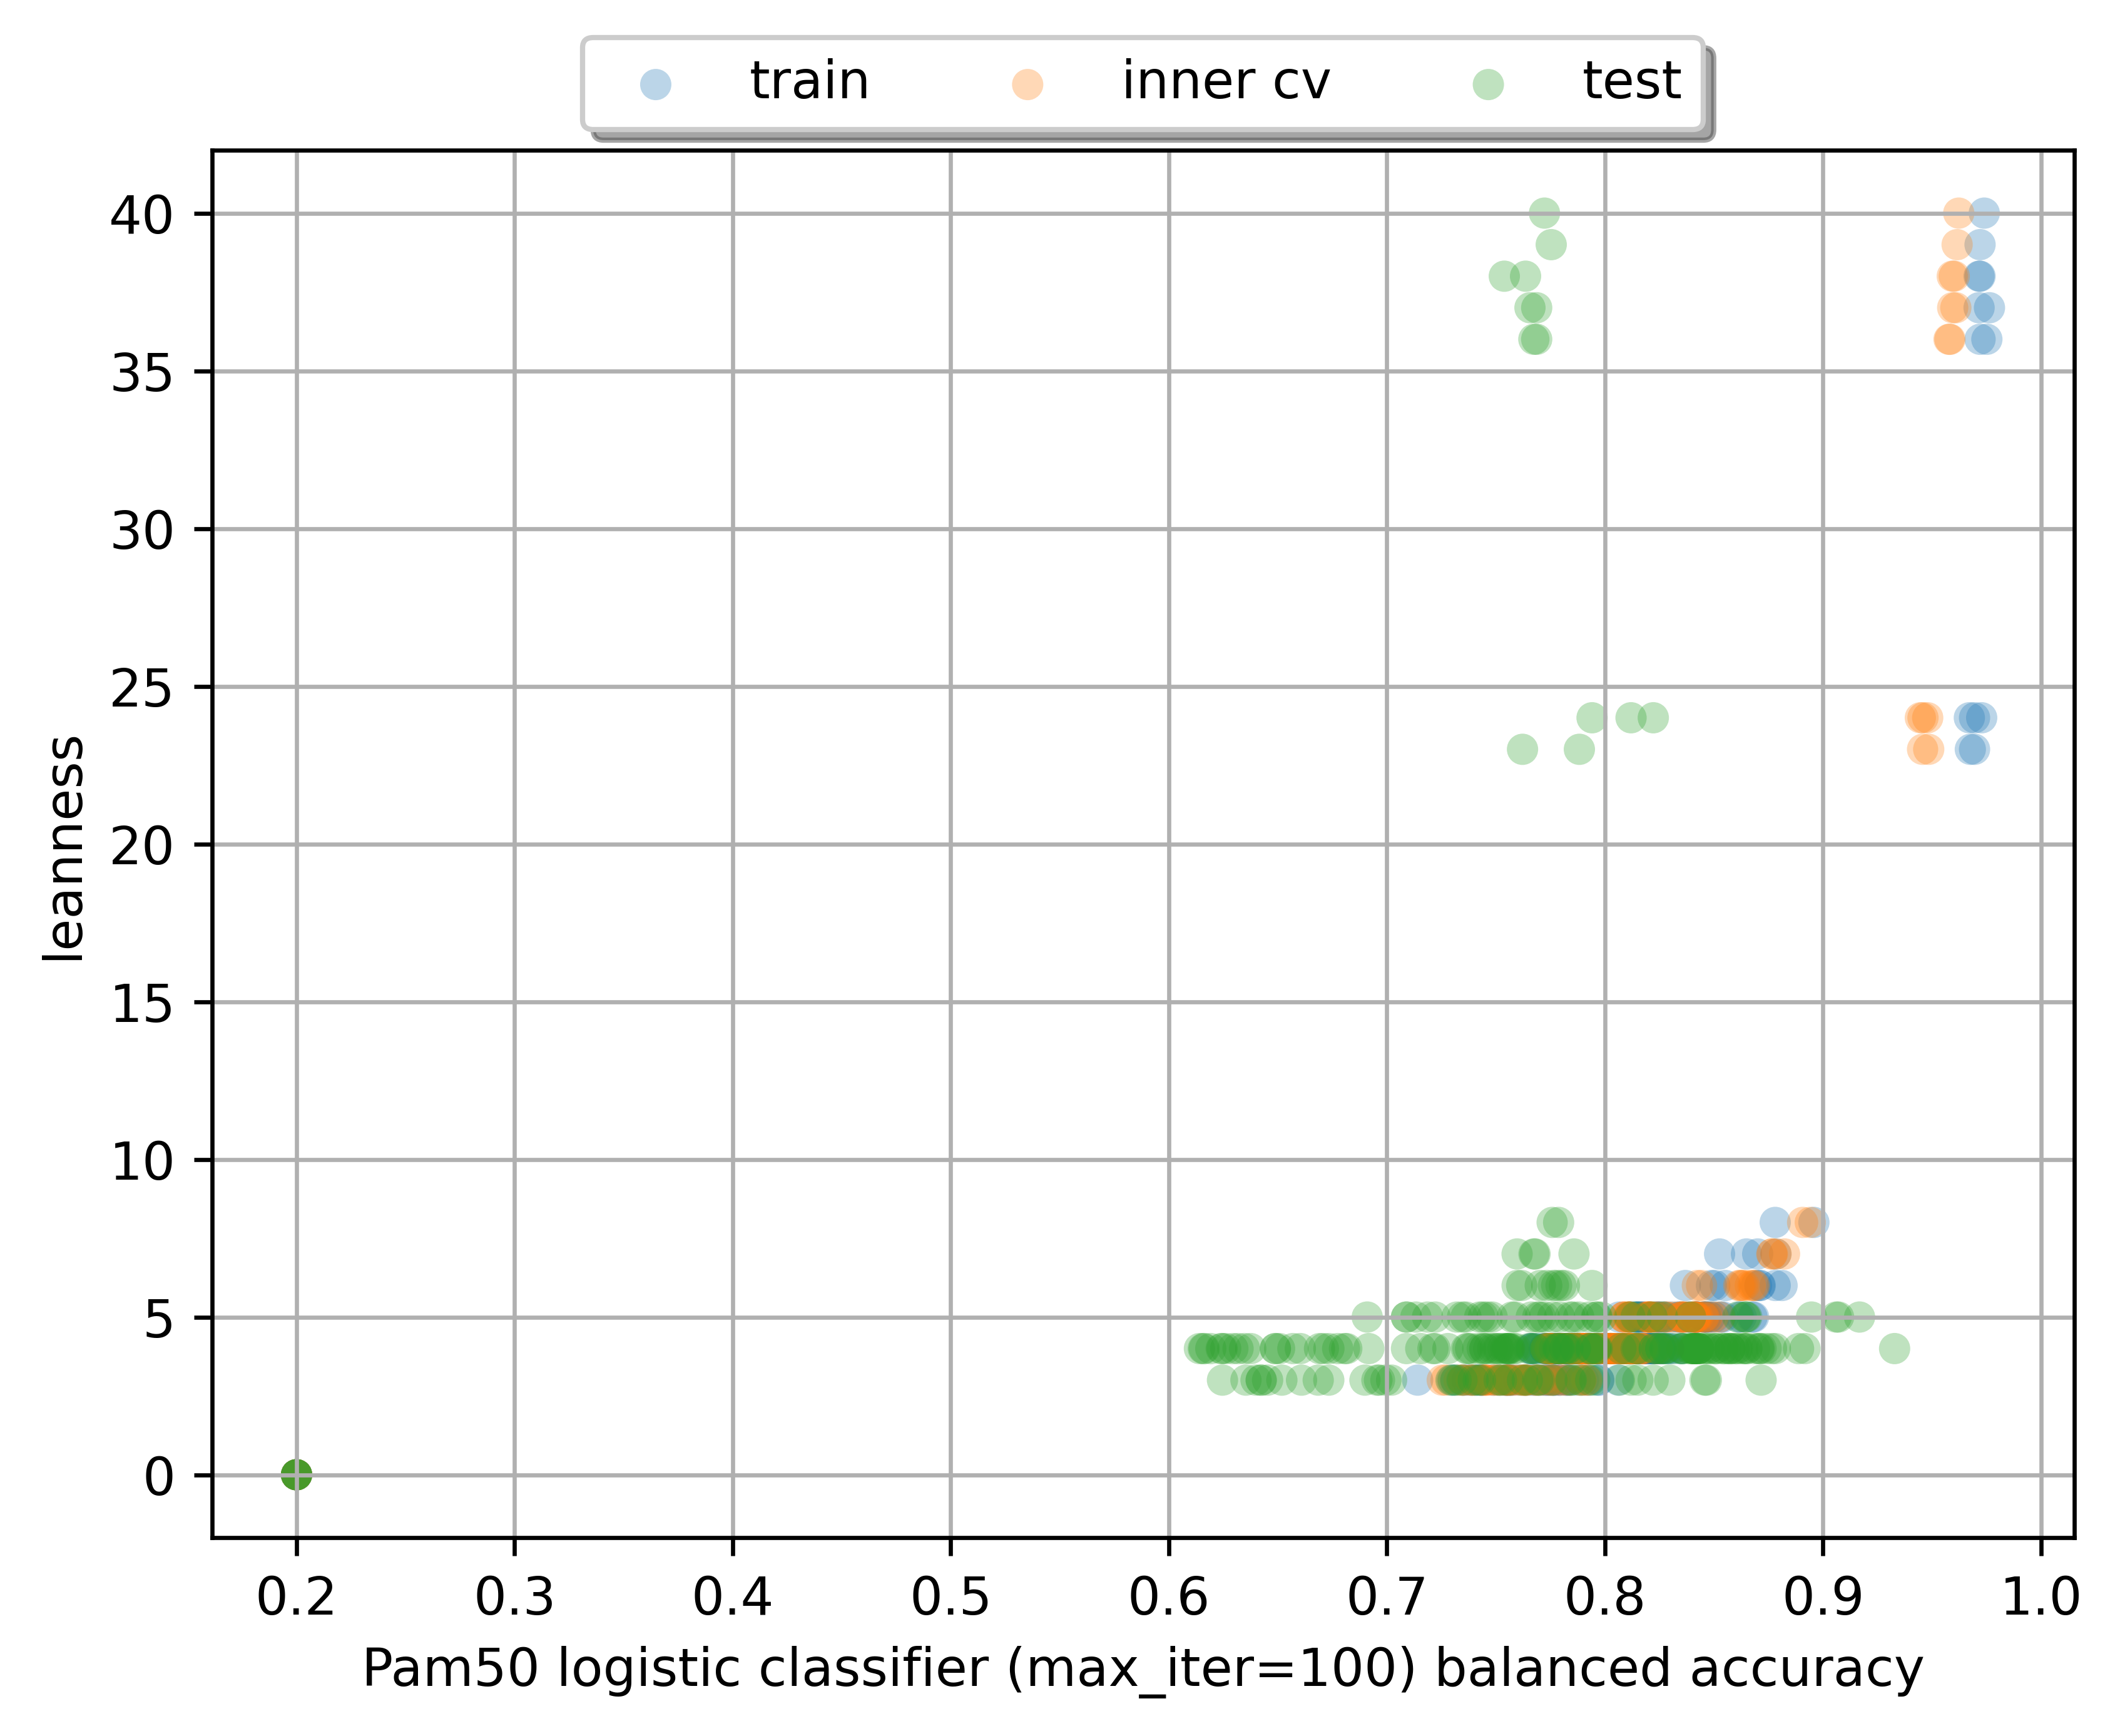 train inner cv test
40
35
30
25
20
15
10
5
0
leanness
0.2 0.3 0.4 0.5 0.6 0.7 0.8 0.9 1.0
Pam50 logistic classifier (max_iter=100) balanced accuracy